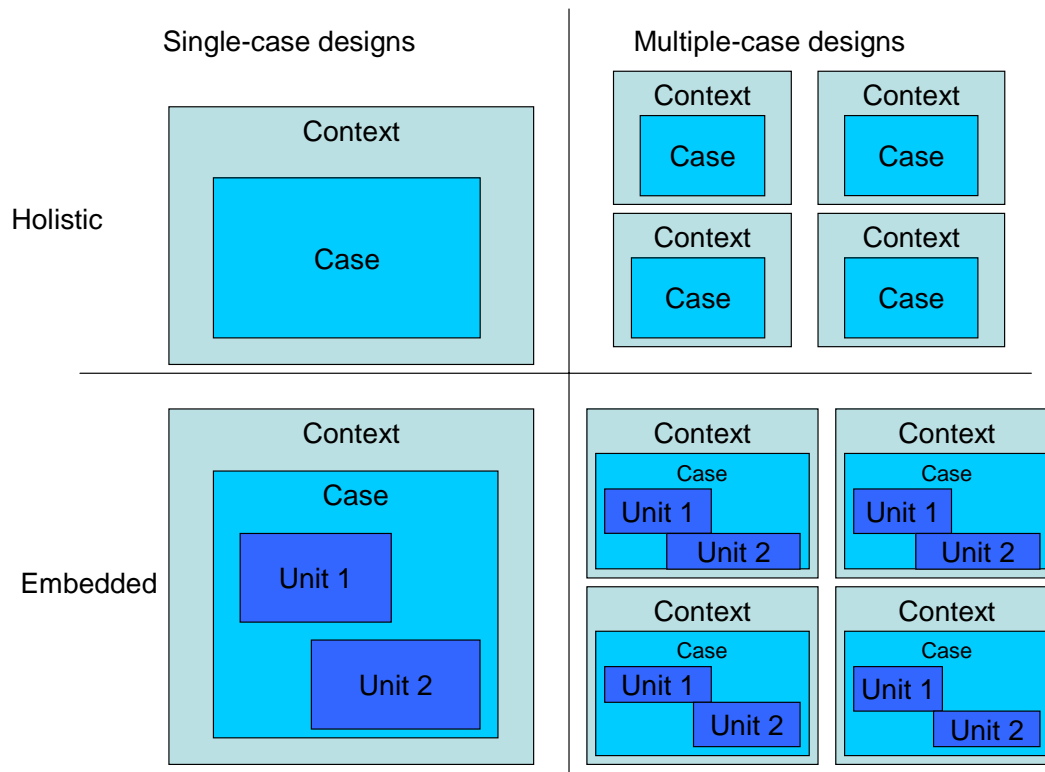 Single-case designs
Multiple-case designs
Holistic
Context
Case
Context
Case
Context
Case
Context
Case
Context
Case
Embedded
Context
Case
Unit 1
Unit 2
Context
Case
Unit 1
Unit 2
Context
Case
Unit 1
Unit 2
Context
Case
Unit 1
Unit 2
Context
Case
Unit 1
Unit 2